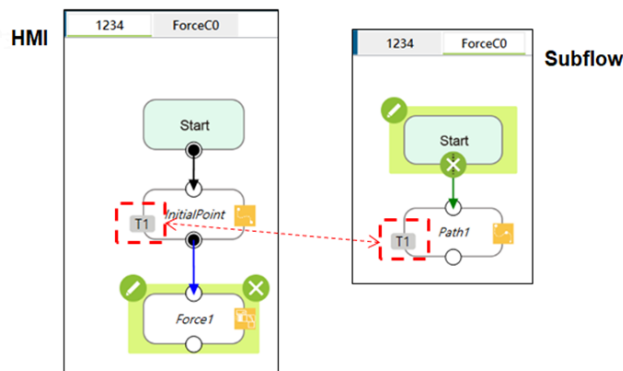 HMI
1234 ForceC0
Start
InitialPoint
T1
Force1
Subflow
1234 ForceC0
Start
Path1
T1